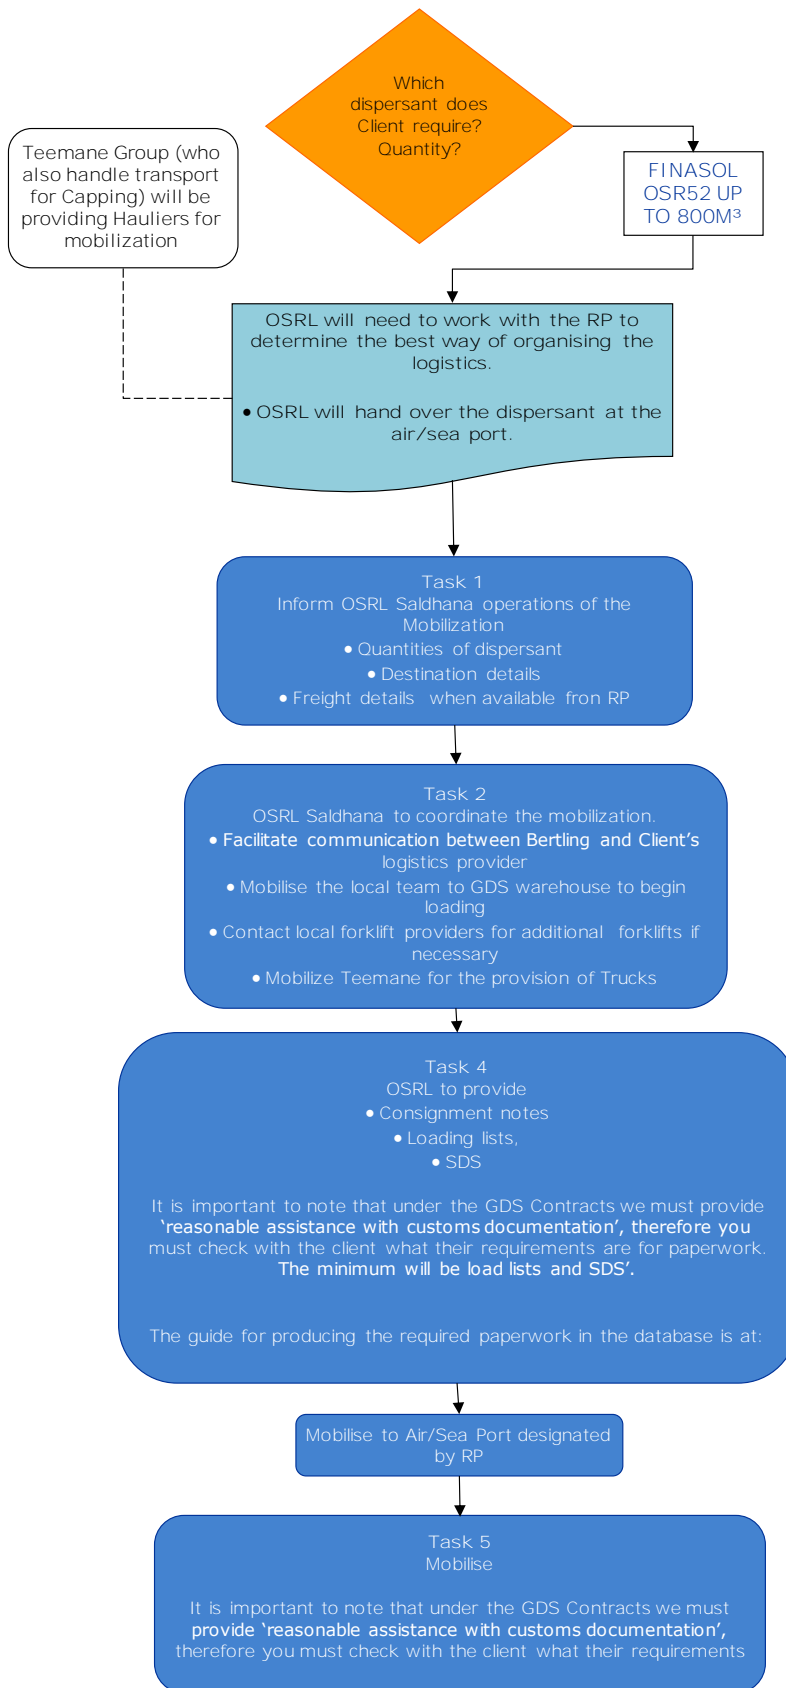 Which
dispersant does
Client require?
Quantity?
Teemane Group (who
also handle transport
for Capping) will be
providing Hauliers for
mobilization
FINASOL
OSR52 UP
TO 800M³
OSRL will need to work with the RP to
determine the best way of organising the
logistics.
• OSRL will hand over the dispersant at the
air/sea port.
Task 1
Inform OSRL Saldhana operations of the
Mobilization
• Quantities of dispersant
• Destination details
• Freight details when available fron RP
Task 2
OSRL Saldhana to coordinate the mobilization.
• Facilitate communication between Bertling and Client’s
logistics provider
• Mobilise the local team to GDS warehouse to begin
loading
• Contact local forklift providers for additional forklifts if
necessary
• Mobilize Teemane for the provision of Trucks
Task 4
OSRL to provide
• Consignment notes
• Loading lists,
• SDS
It is important to note that under the GDS Contracts we must provide
‘reasonable assistance with customs documentation’, therefore you
must check with the client what their requirements are for paperwork.
The minimum will be load lists and SDS’.
The guide for producing the required paperwork in the database is at:
Mobilise to Air/Sea Port designated
by RP
Task 5
Mobilise
It is important to note that under the GDS Contracts we must
provide ‘reasonable assistance with customs documentation’,
therefore you must check with the client what their requirements